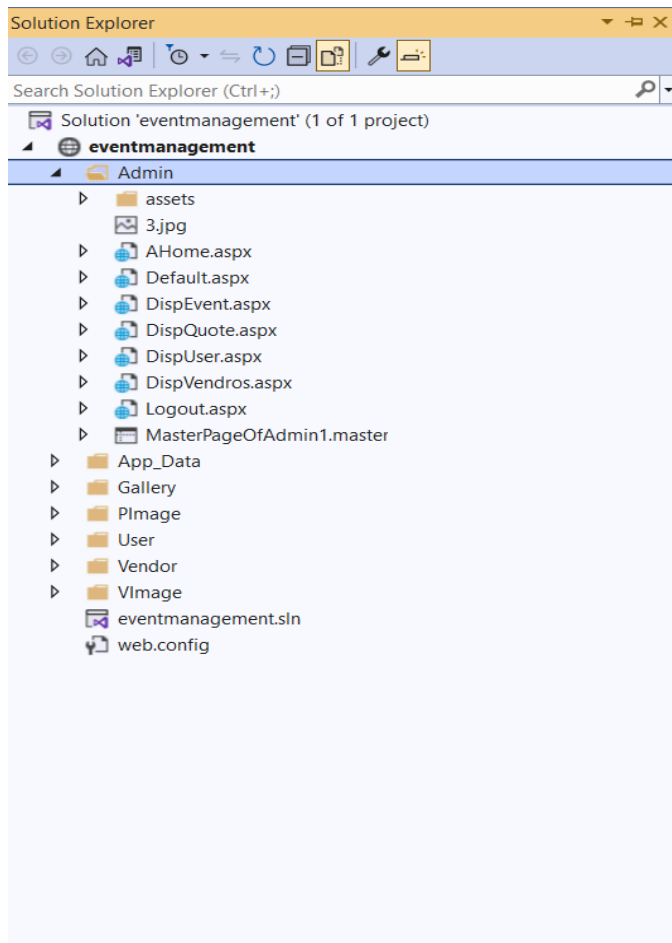 Solution Explorer
Search Solution Explorer (Ctrl+;)
Solution 'eventmanagement' (1 of 1 project)
eventmanagement
Admin
assets
3.jpg
AHome.aspx
Default.aspx
DispEvent.aspx
DispQuote.aspx
DispUser.aspx
DispVendros.aspx
Logout.aspx
MasterPageOfAdmin1.master
App_Data
Gallery
PImage
User
Vendor
VImage
eventmanagement.sln
web.config